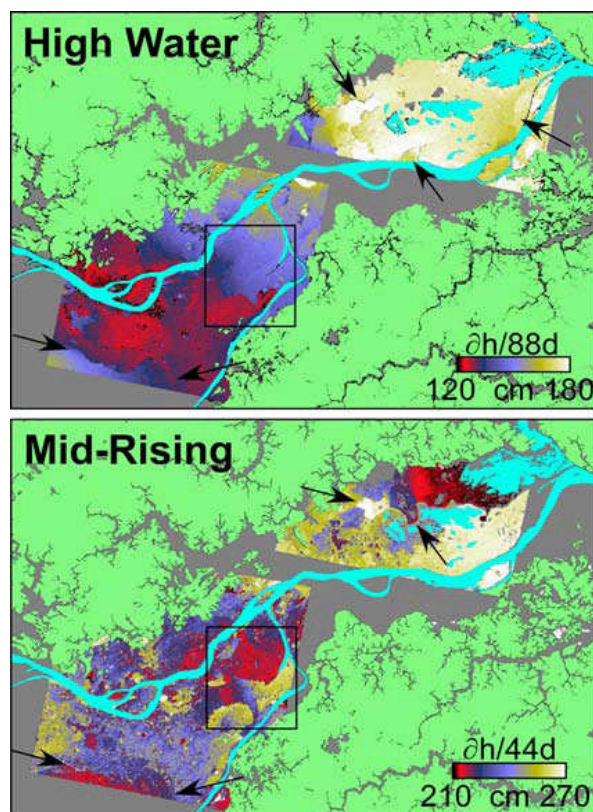 High Water
∂h/88d
120 cm 180
Mid-Rising
∂h/44d
210 cm 270